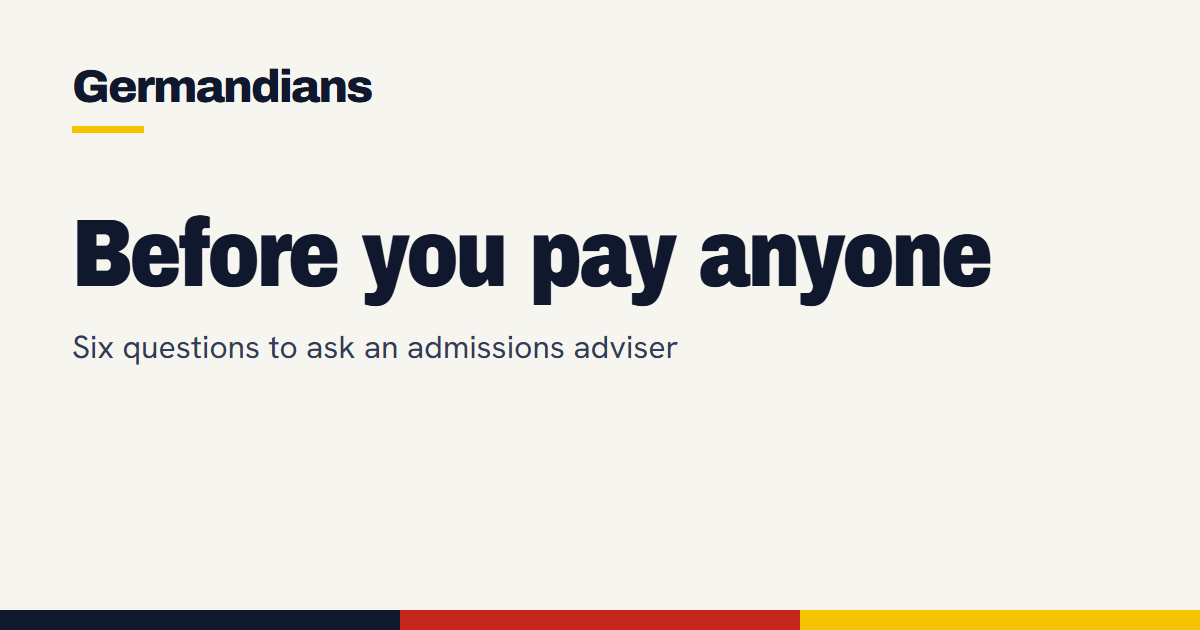 Germandians
Before you pay anyone
Six questions to ask an admissions adviser